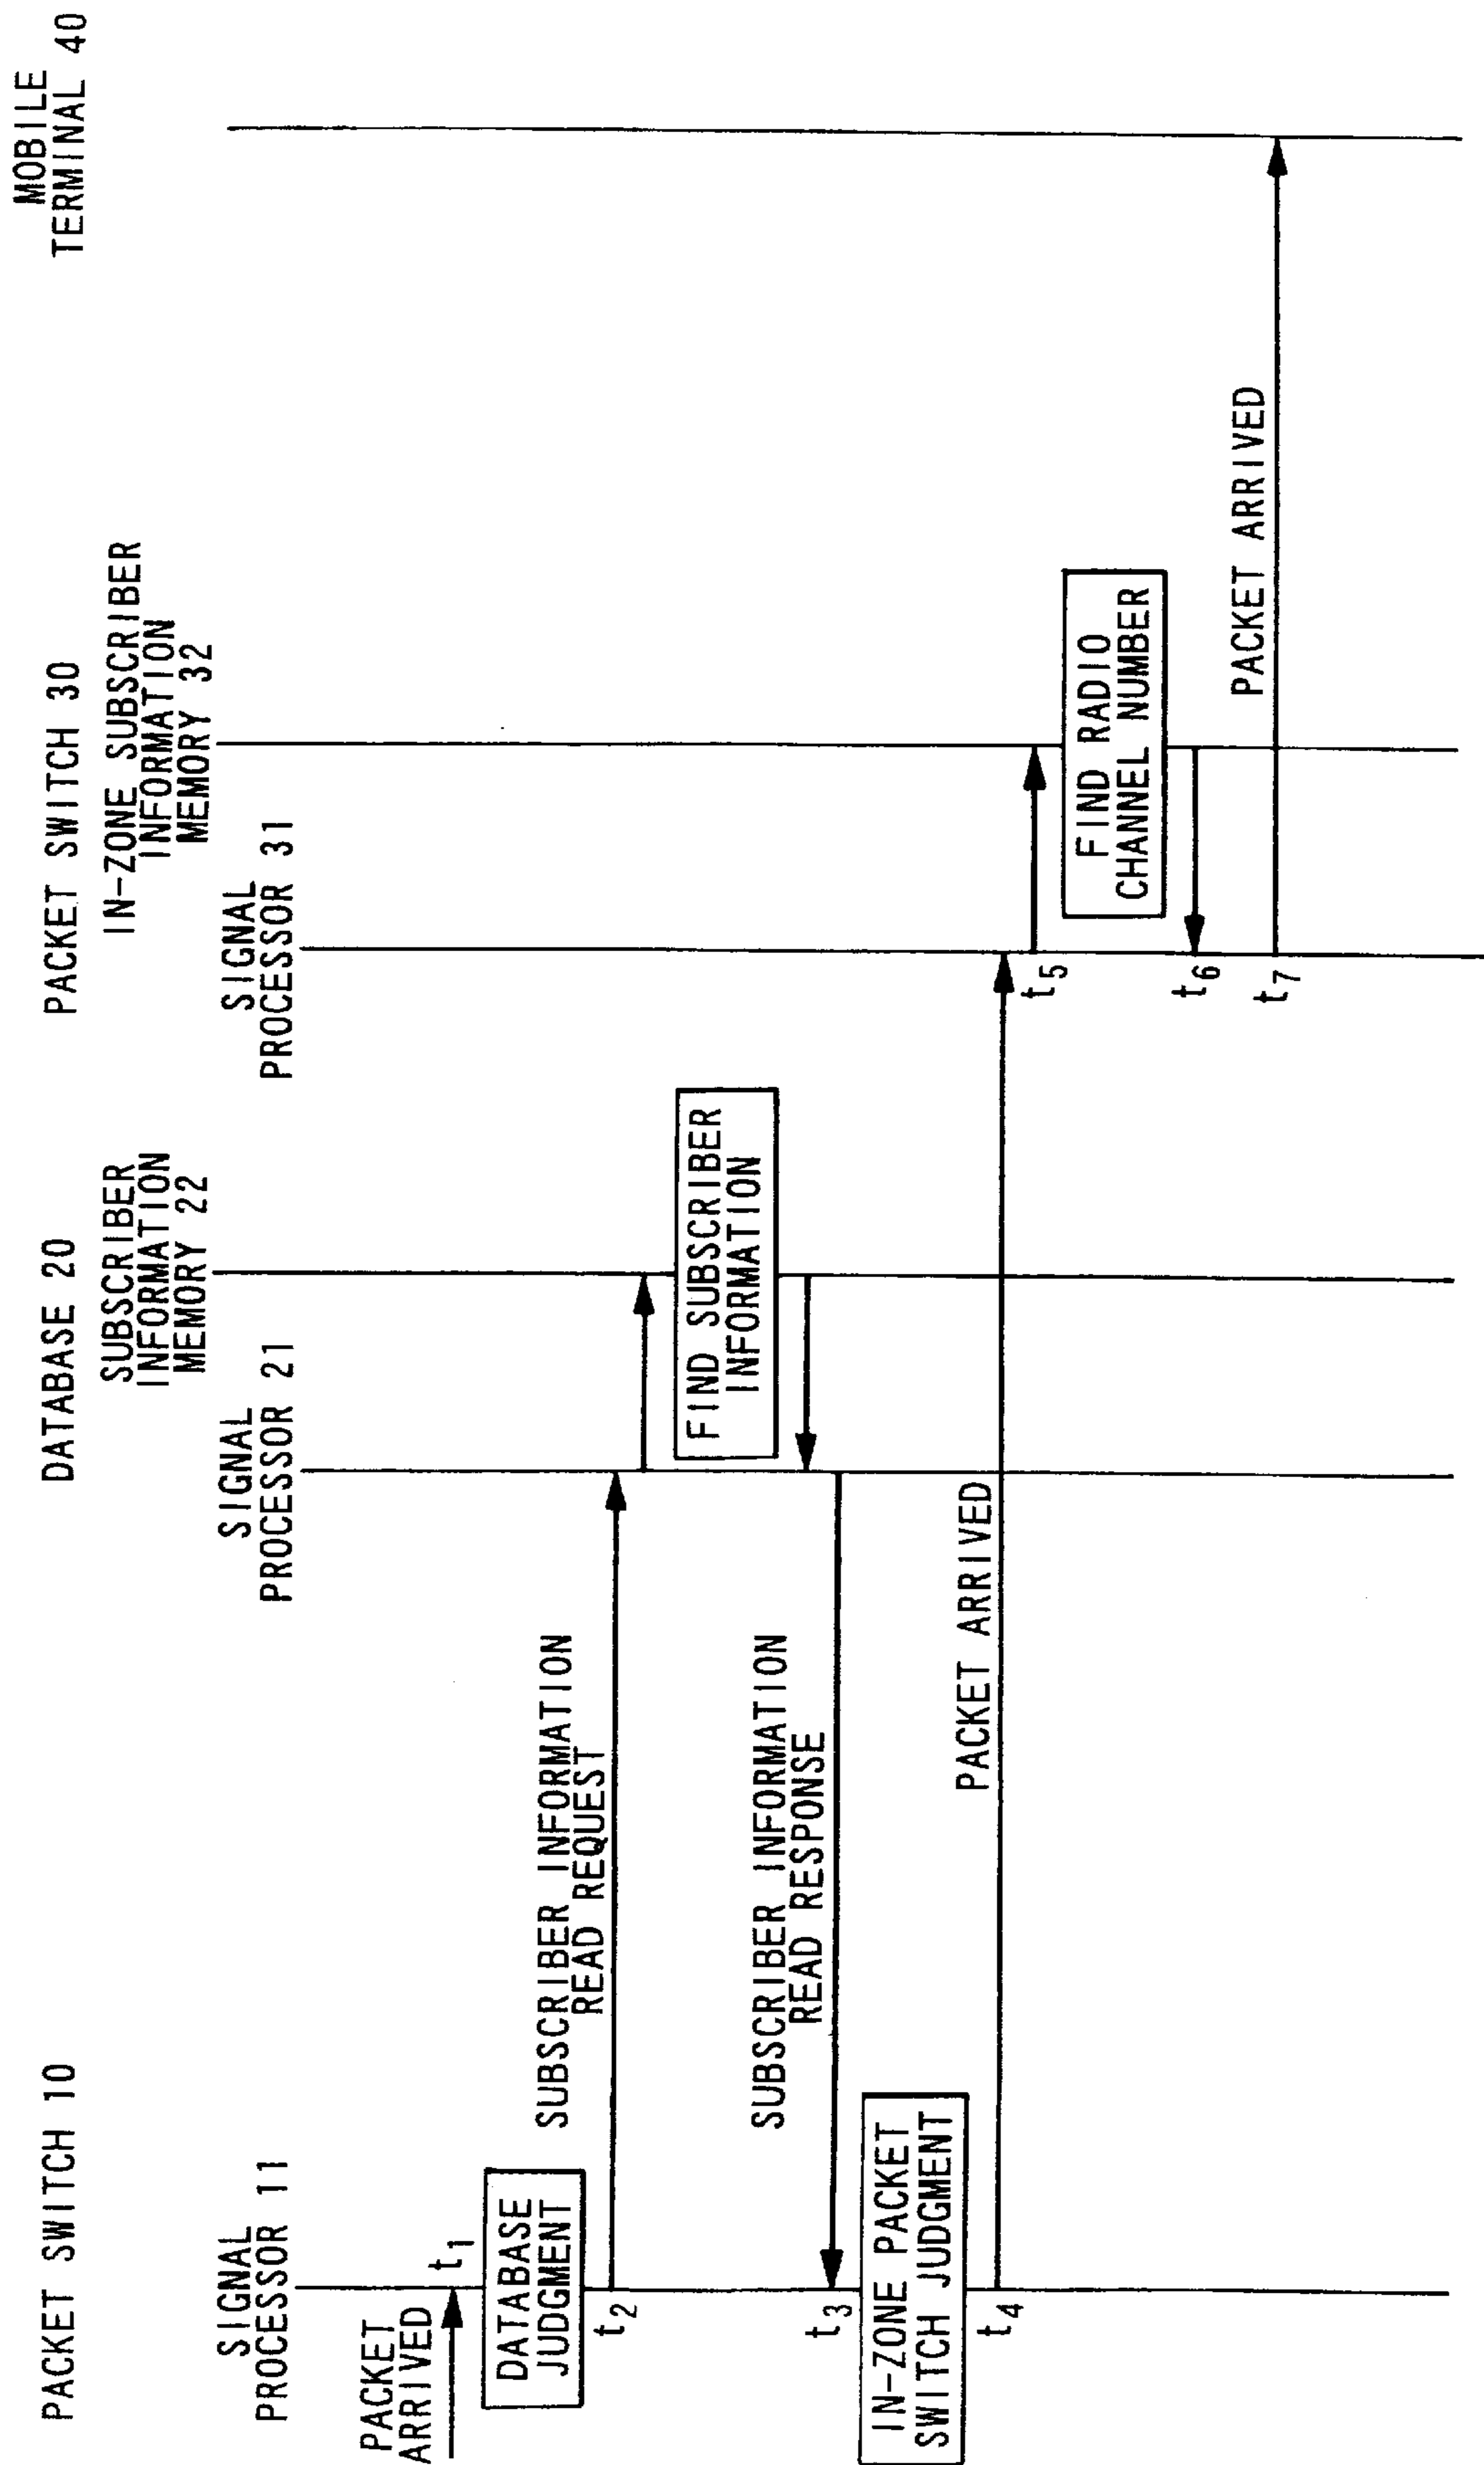 PACKET SWITCH 10
DATABASE 20
PACKET SWITCH 30
MOBILE
TERMINAL 40
SIGNAL
PROCESSOR 11
SIGNAL
PROCESSOR 21
SUBSCRIBER
INFORMATION
MEMORY 22
SIGNAL
PROCESSOR 31
IN-ZONE SUBSCRIBER
INFORMATION
MEMORY 32
PACKET
ARRIVED
t1
DATABASE
JUDGMENT
t2
SUBSCRIBER INFORMATION
READ REQUEST
FIND SUBSCRIBER
INFORMATION
SUBSCRIBER INFORMATION
READ RESPONSE
t3
IN-ZONE PACKET
SWITCH JUDGMENT
t4
PACKET ARRIVED
t5
FIND RADIO
CHANNEL NUMBER
t6
t7
PACKET ARRIVED